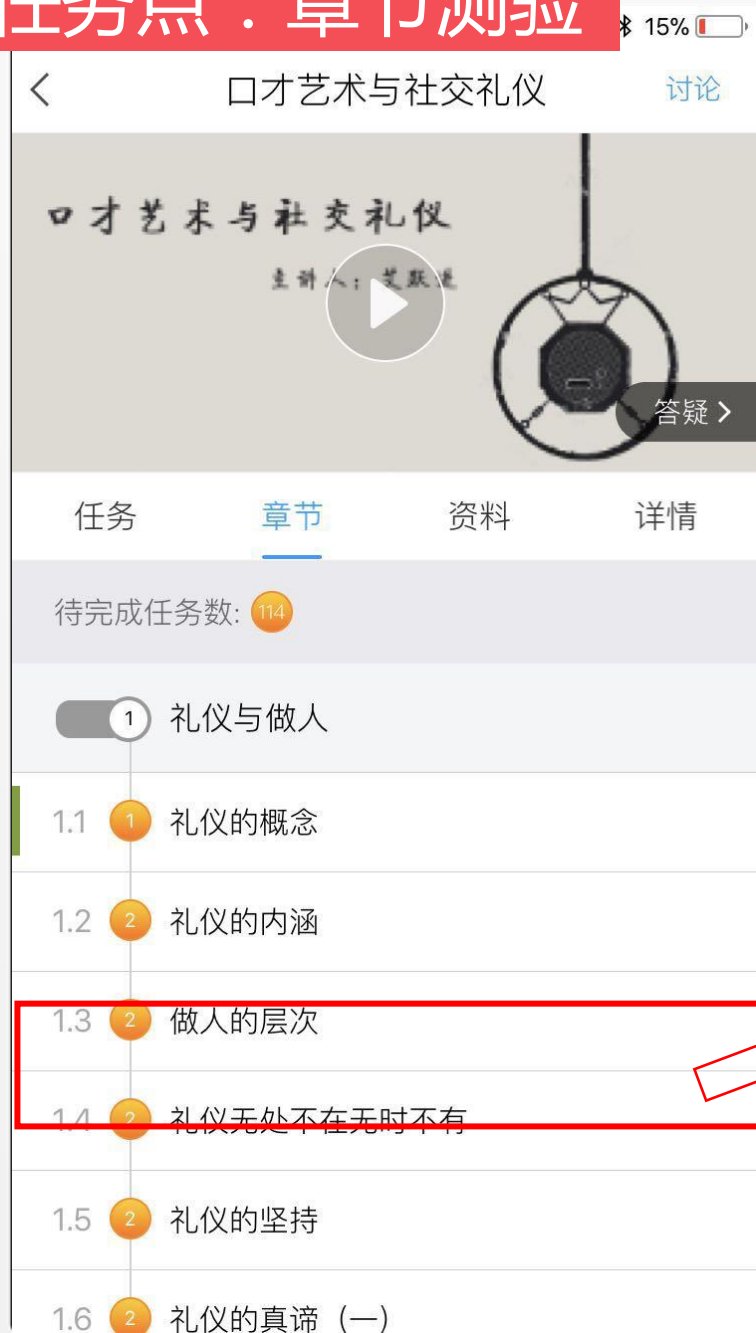 任务点：章节测验
15%
口才艺术与社交礼仪
讨论
口才艺术与社交礼仪
主讲人：
答疑
任务
章节
资料
详情
待完成任务数: 114
1 礼仪与做人
1.1 1 礼仪的概念
1.2 2 礼仪的内涵
1.3 2 做人的层次
1.4 2 礼仪无处不在无时不有
1.5 2 礼仪的坚持
1.6 2 礼仪的真谛（一）